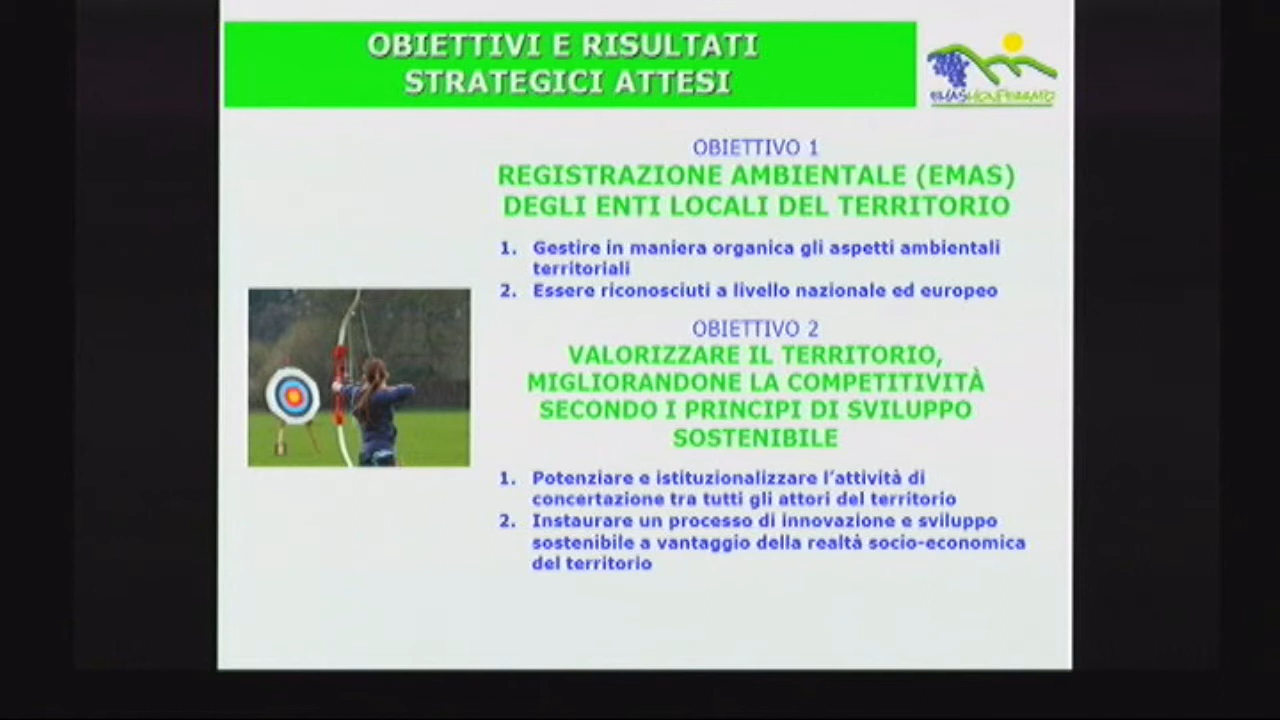 OBIETTIVI E RISULTATI
STRATEGICI ATTESI
EMASMONFERRATO
OBIETTIVO 1
REGISTRAZIONE AMBIENTALE (EMAS)
DEGLI ENTI LOCALI DEL TERRITORIO
1. Gestire in maniera organica gli aspetti ambientali
territoriali
2. Essere riconosciuti a livello nazionale ed europeo
OBIETTIVO 2
VALORIZZARE IL TERRITORIO,
MIGLIORANDONE LA COMPETITIVITÀ
SECONDO I PRINCIPI DI SVILUPPO
SOSTENIBILE
1. Potenziare e istituzionalizzare l'attività di
concertazione tra tutti gli attori del territorio
2. Instaurare un processo di innovazione e sviluppo
sostenibile a vantaggio della realtà socio-economica
del territorio